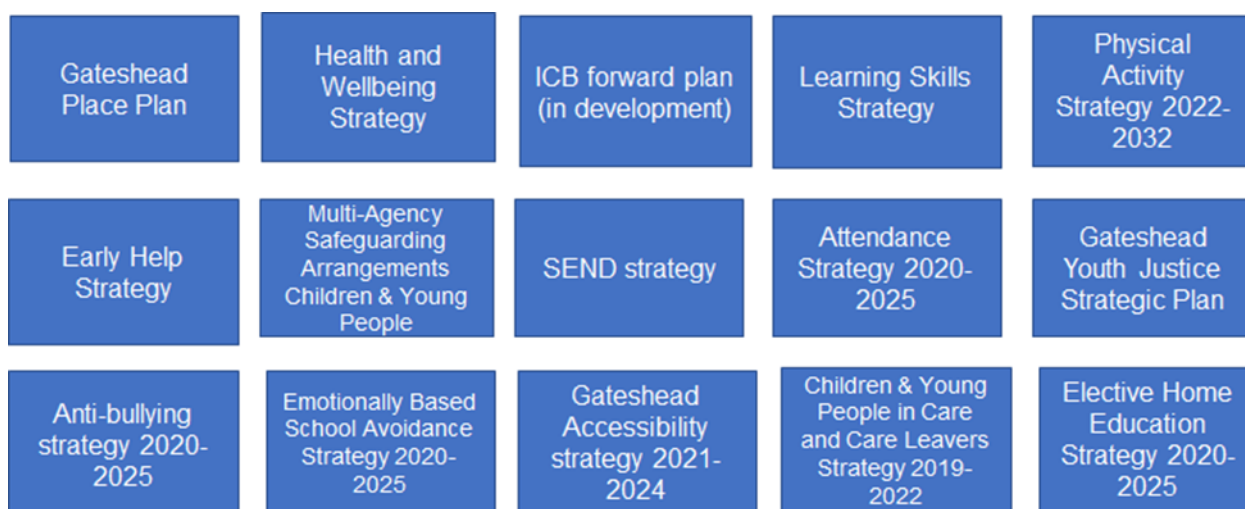 Gateshead
Place Plan
Health and
Wellbeing
Strategy
ICB forward plan
(in development)
Learning Skills
Strategy
Physical
Activity
Strategy 2022-
2032
Early Help
Strategy
Multi-Agency
Safeguarding
Arrangements
Children & Young
People
SEND strategy
Attendance
Strategy 2020-
2025
Gateshead
Youth Justice
Strategic Plan
Anti-bullying
strategy 2020-
2025
Emotionally Based
School Avoidance
Strategy 2020-
2025
Gateshead
Accessibility
strategy 2021-
2024
Children & Young
People in Care
and Care Leavers
Strategy 2019-
2022
Elective Home
Education
Strategy 2020-
2025